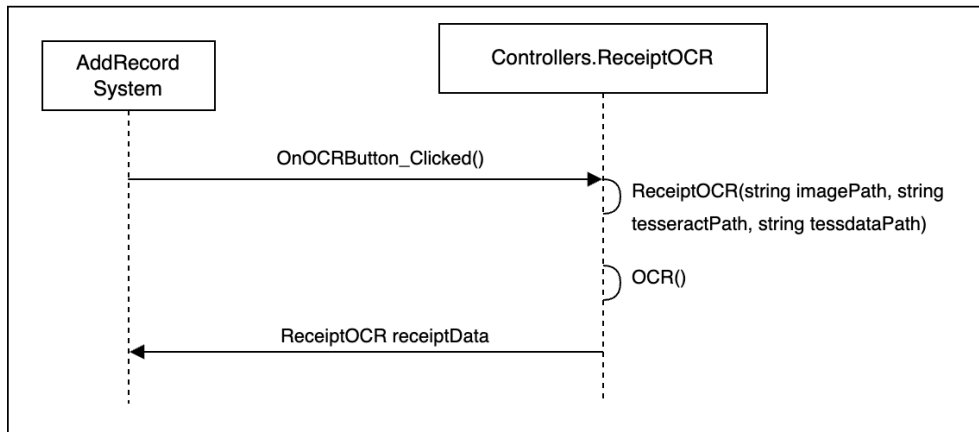 AddRecord
System
Controllers.ReceiptOCR
OnOCRButton_Clicked()
ReceiptOCR(string imagePath, string
tesseractPath, string tessdataPath)
OCR()
ReceiptOCR receiptData